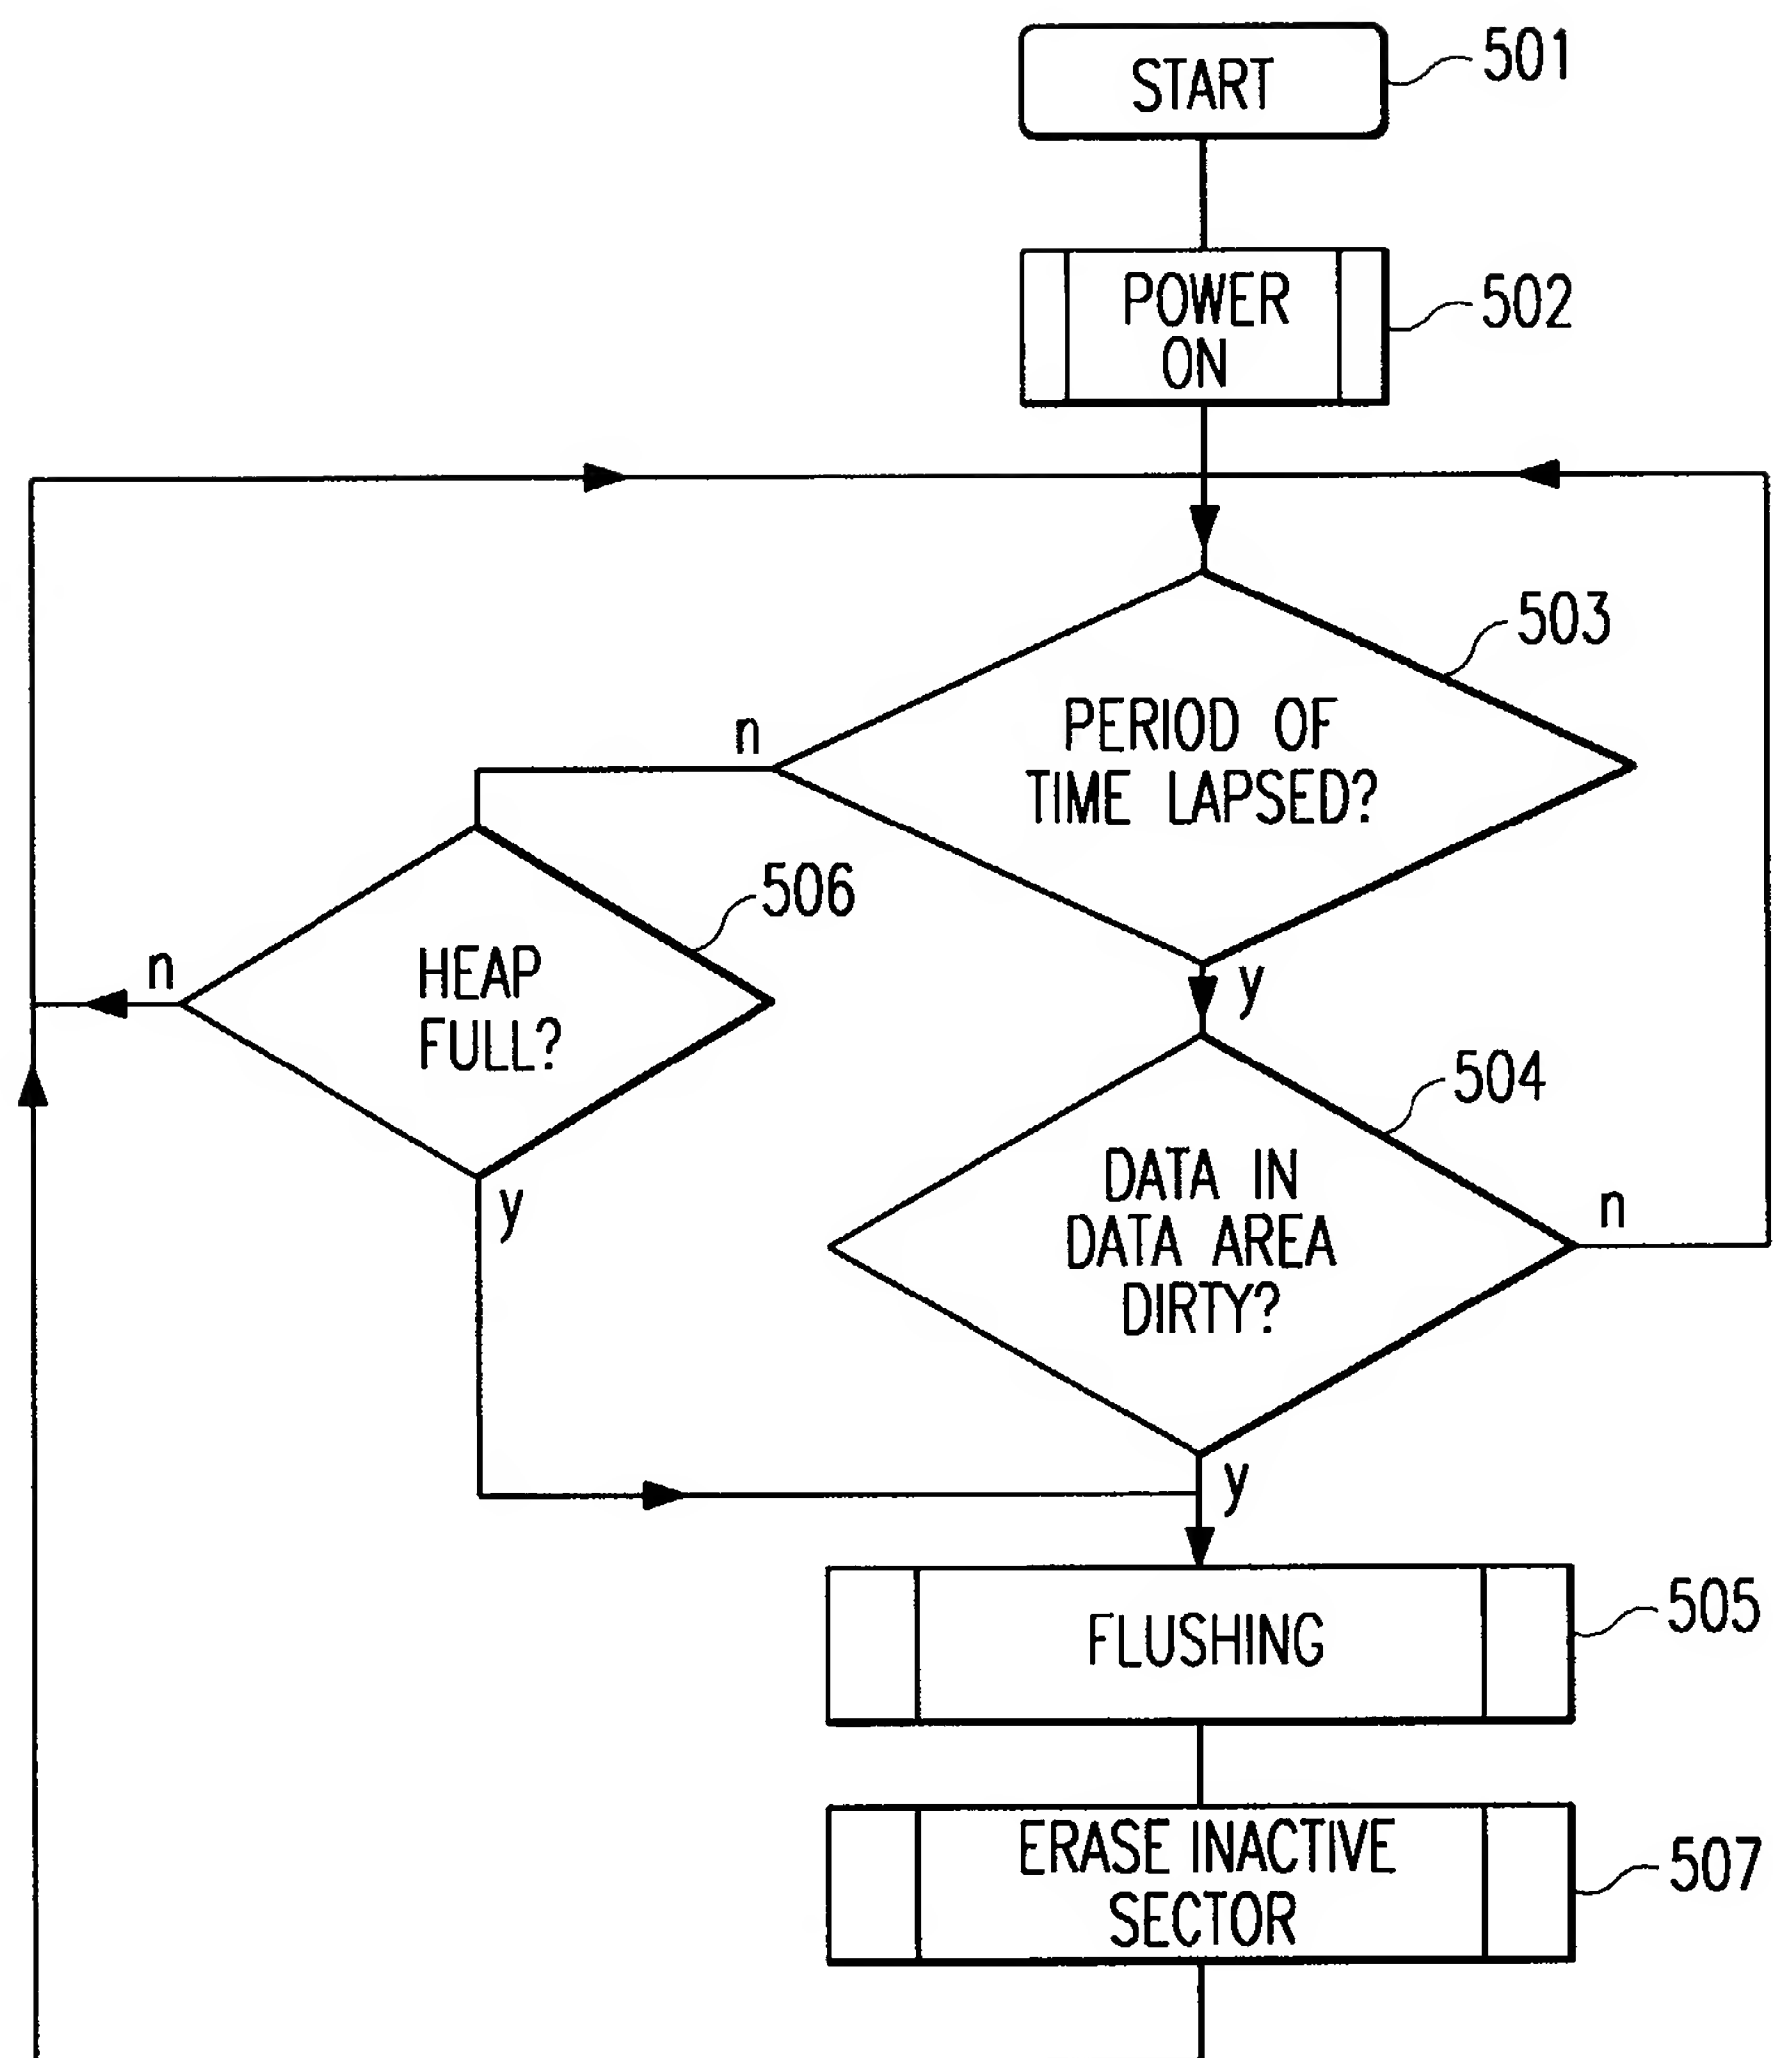 START
501
POWER
ON
502
503
PERIOD OF
TIME LAPSED?
n
y
506
HEAP
FULL?
n
y
504
DATA IN
DATA AREA
DIRTY?
n
y
FLUSHING
505
ERASE INACTIVE
SECTOR
507